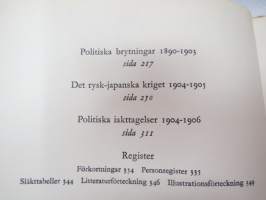 Politiska brytningar 1890-1903
sida 217
Det rysk-japanska kriget 1904-1905
sida 270
Politiska iakttagelser 1904-1906
sida 311
Register
Förkortningar 334 Personregister 335
Släkttabeller 344 Litteraturförteckning 346 Illustrationsförteckning 349